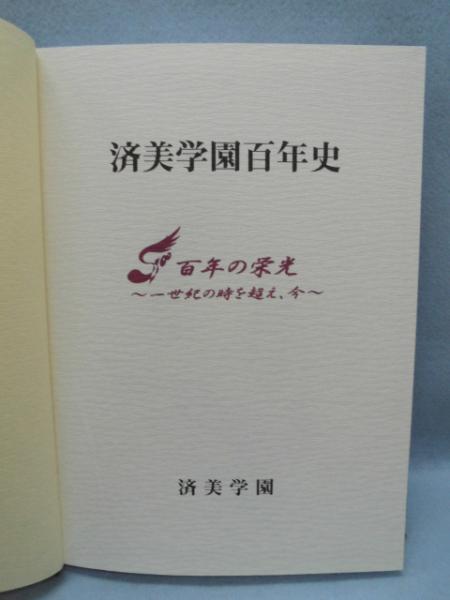 済美学園百年史
百年の栄光
～一世紀の時を超え、今～
済美学園